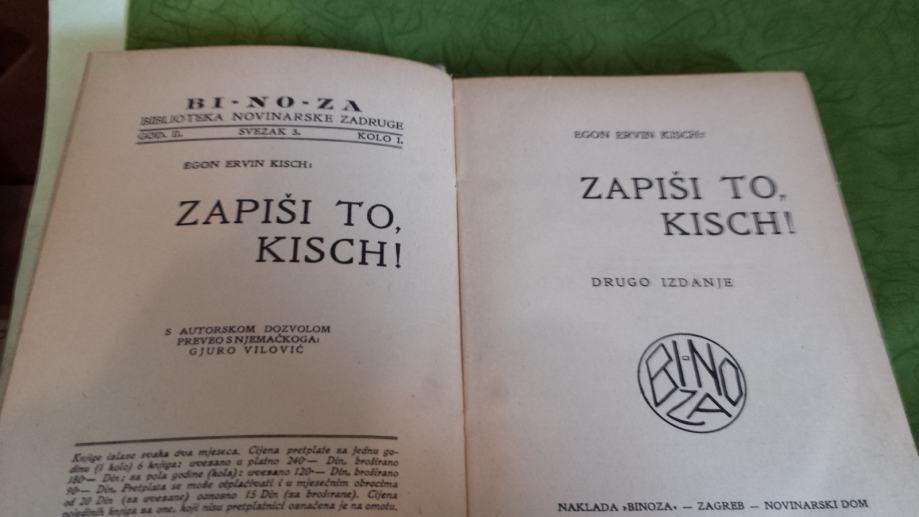 BI-NO-ZA
BIBLIOTEKA NOVINARSKE ZADRUGE
GOD. II. SVEZAK 3. KOLO I.
EGON ERVIN KISCH:
ZAPIŠI TO,
KISCH!
S AUTORSKOM DOZVOLOM
PREVEO S NJEMAČKOGA:
GJURO VILOVIĆ
Knjige izlaze svaka dva mjeseca. Cijena pretplate za jednu go-
dinu (1 kolo) 6 knjiga: uvezano u platno 240·— Din, broširano
180·— Din; za pola godine (kola): uvezano 120·— Din, broširano
90·— Din. Pretplata se može otplaćivati i u mjesečnim obrocima
od 20 Din (za uvezane) odnosno 15 Din (za broširane). Cijena
pojedinih knjiga za one, koji nisu pretplatnici označena je na omotu.
EGON ERVIN KISCH:
ZAPIŠI TO,
KISCH!
DRUGO IZDANJE
BI-NO
ZA
NAKLADA »BINOZA« — ZAGREB — NOVINARSKI DOM